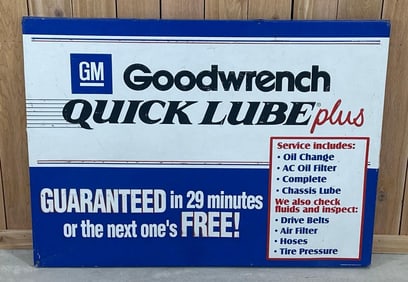 GM Goodwrench
QUICK LUBE plus
GUARANTEED in 29 minutes
or the next one's FREE!
Service includes:
• Oil Change
• AC Oil Filter
• Complete
• Chassis Lube
We also check
fluids and inspect:
• Drive Belts
• Air Filter
• Hoses
• Tire Pressure